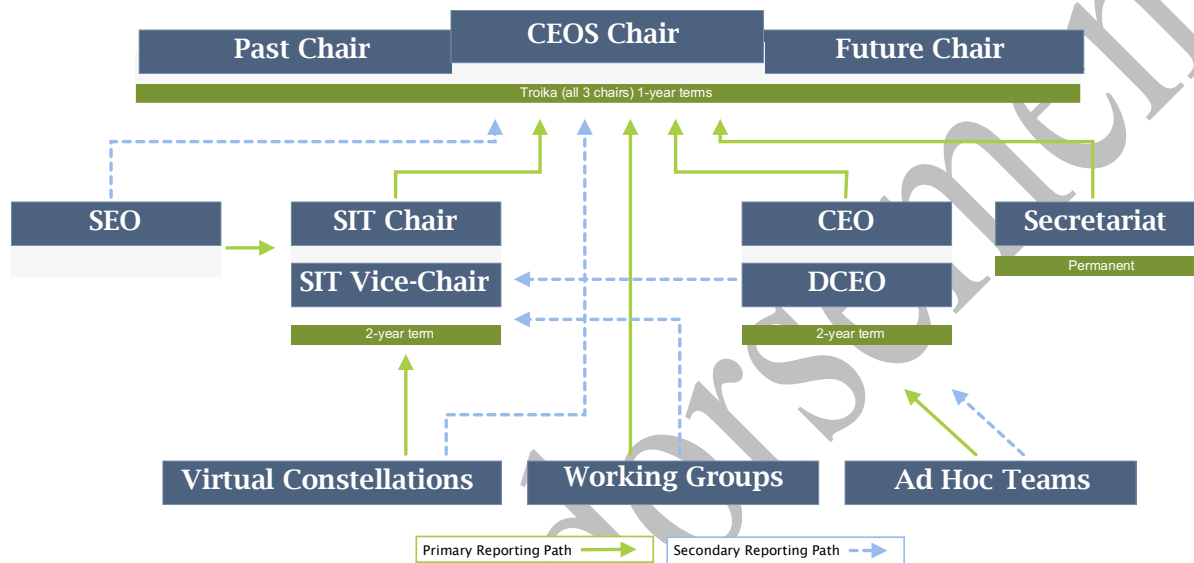 Past Chair
CEOS Chair
Future Chair
Troika (all 3 chairs) 1-year terms
SEO
SIT Chair
CEO
Secretariat
SIT Vice-Chair
DCEO
Permanent
2-year term
2-year term
Virtual Constellations
Working Groups
Ad Hoc Teams
Primary Reporting Path
Secondary Reporting Path